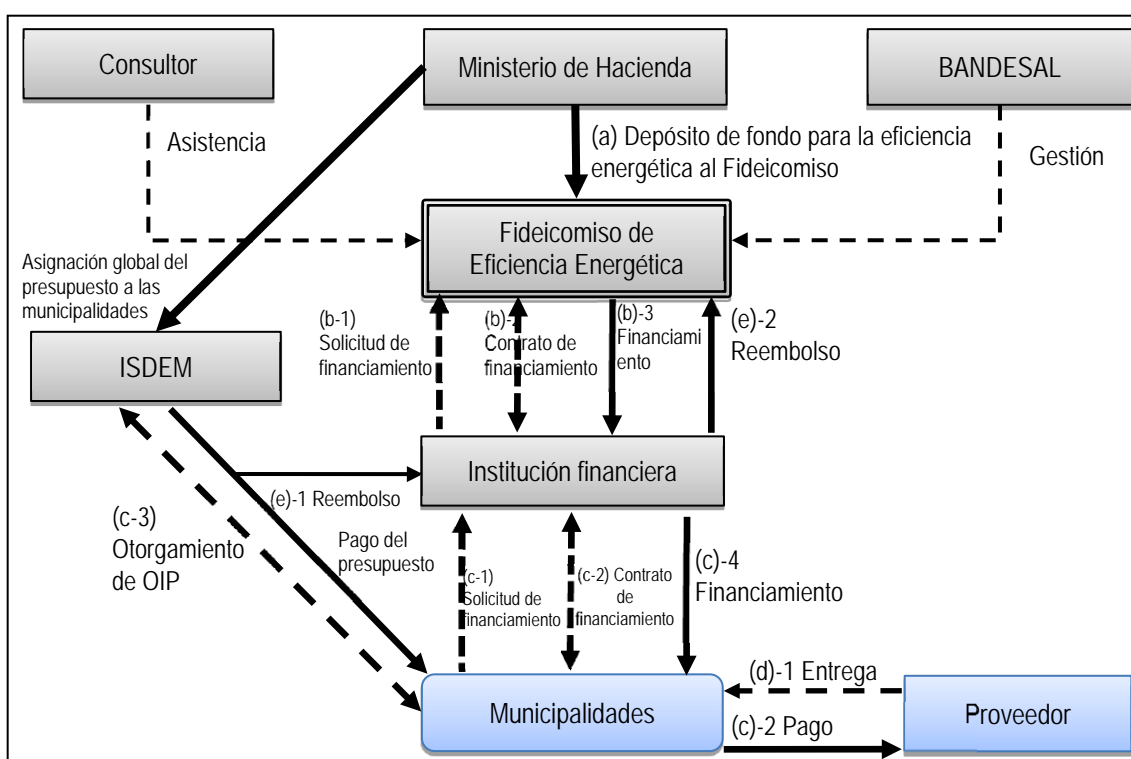 Consultor
Ministerio de Hacienda
BANDESAL
Asistencia
(a) Depósito de fondo para la eficiencia
energética al Fideicomiso
Gestión
Fideicomiso de
Eficiencia Energética
Asignación global del
presupuesto a las
municipalidades
ISDEM
(b-1)
Solicitud de
financiamiento
(b)-2
Contrato de
financiamiento
(b)-3
Financiami
ento
(e)-2
Reembolso
Institución financiera
(e)-1 Reembolso
(c-3)
Otorgamiento
de OIP
Pago del
presupuesto
(c-1)
Solicitud de
financiamiento
(c-2) Contrato
de
financiamiento
(c)-4
Financiamiento
Municipalidades
(d)-1 Entrega
(c)-2 Pago
Proveedor